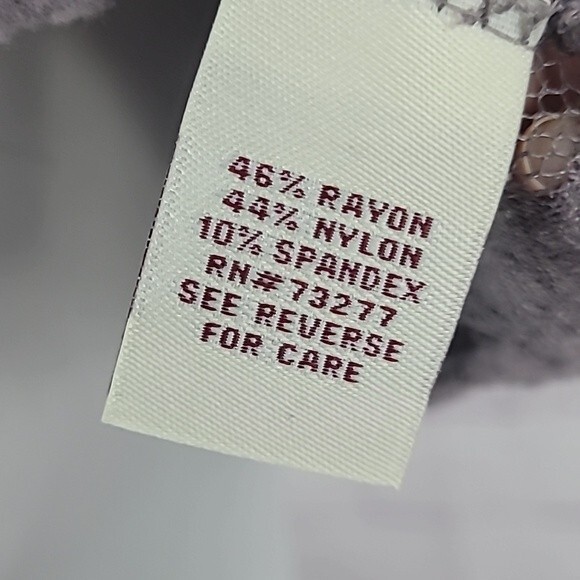 46% RAYON
44% NYLON
10% SPANDEX
RN# 73277
SEE REVERSE
FOR CARE